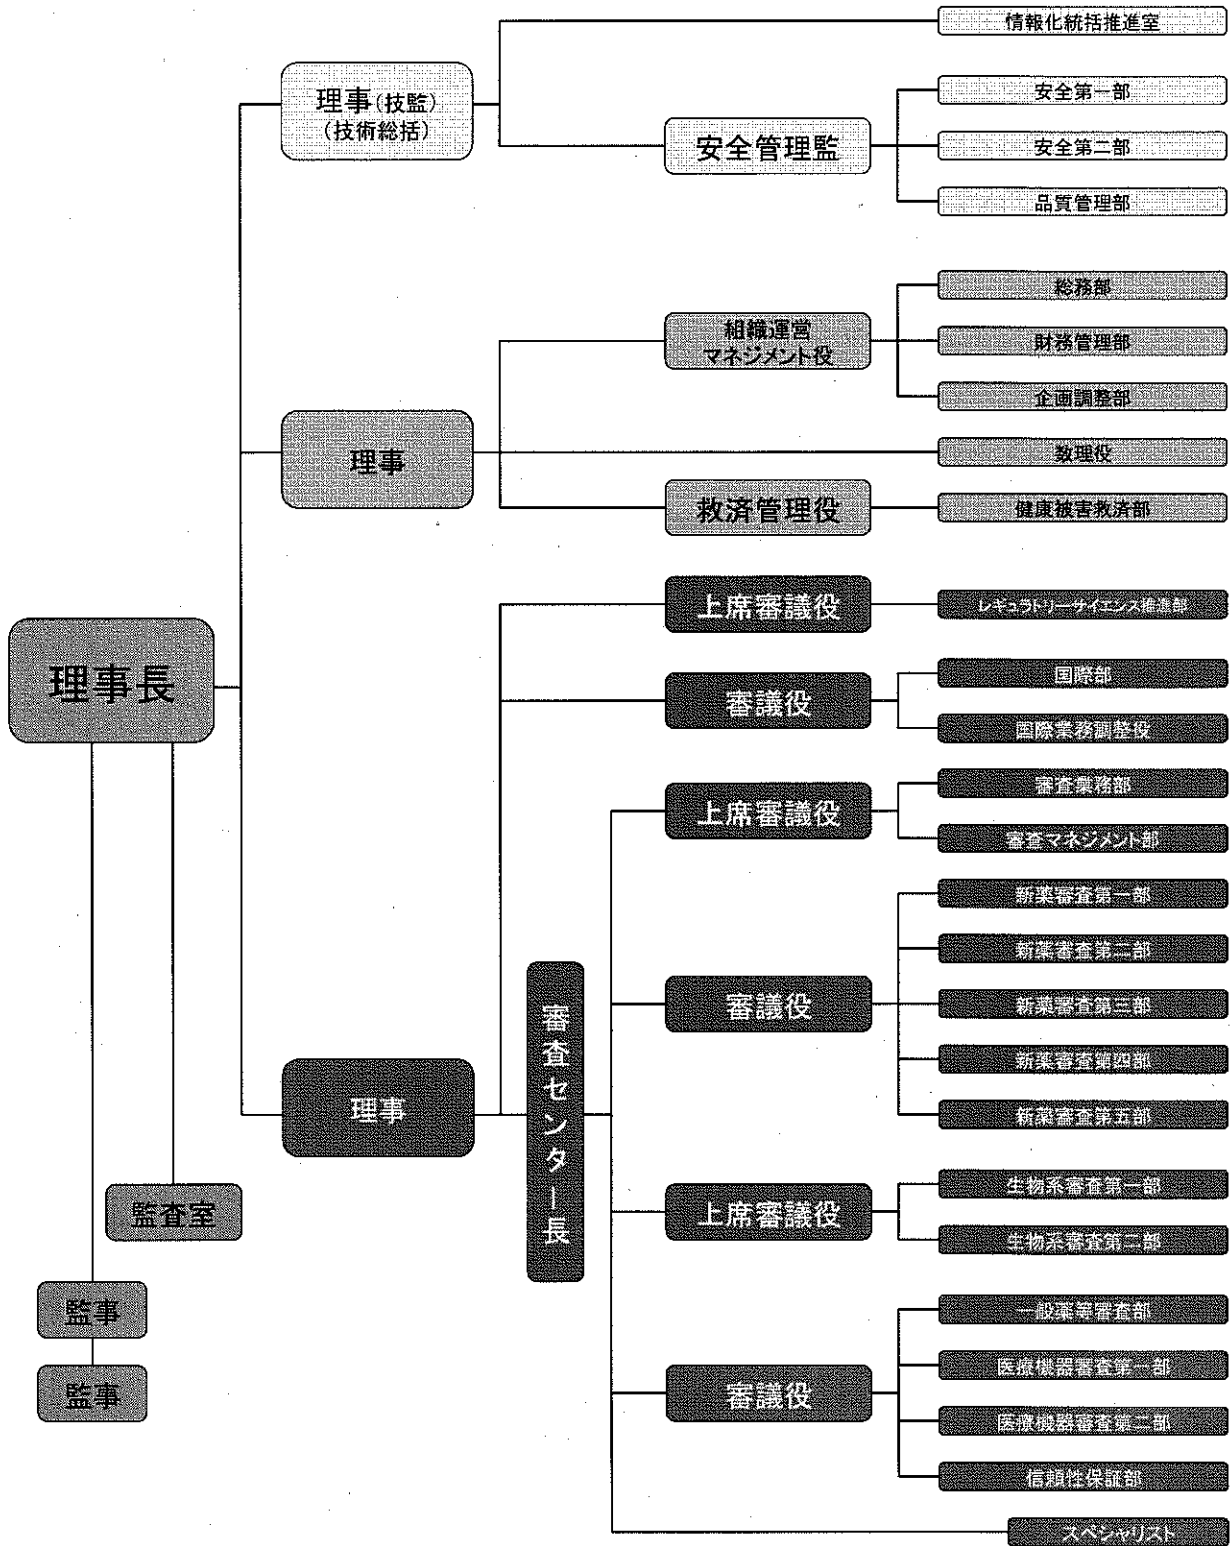 情報化統括推進室
理事(技監)
(技術総括)
安全管理監
安全第一部
安全第二部
品質管理部
組織運営
マネジメント役
総務部
財務管理部
企画調整部
理事
数理役
救済管理役
健康被害救済部
理事長
上席審議役
レギュラトリーサイエンス推進部
審議役
国際部
国際業務調整役
上席審議役
審査業務部
審査マネジメント部
理事
審査センター長
審議役
新薬審査第一部
新薬審査第二部
新薬審査第三部
新薬審査第四部
新薬審査第五部
上席審議役
生物系審査第一部
生物系審査第二部
監査室
監事
監事
審議役
一般薬等審査部
医療機器審査第一部
医療機器審査第二部
信頼性保証部
スペシャリスト